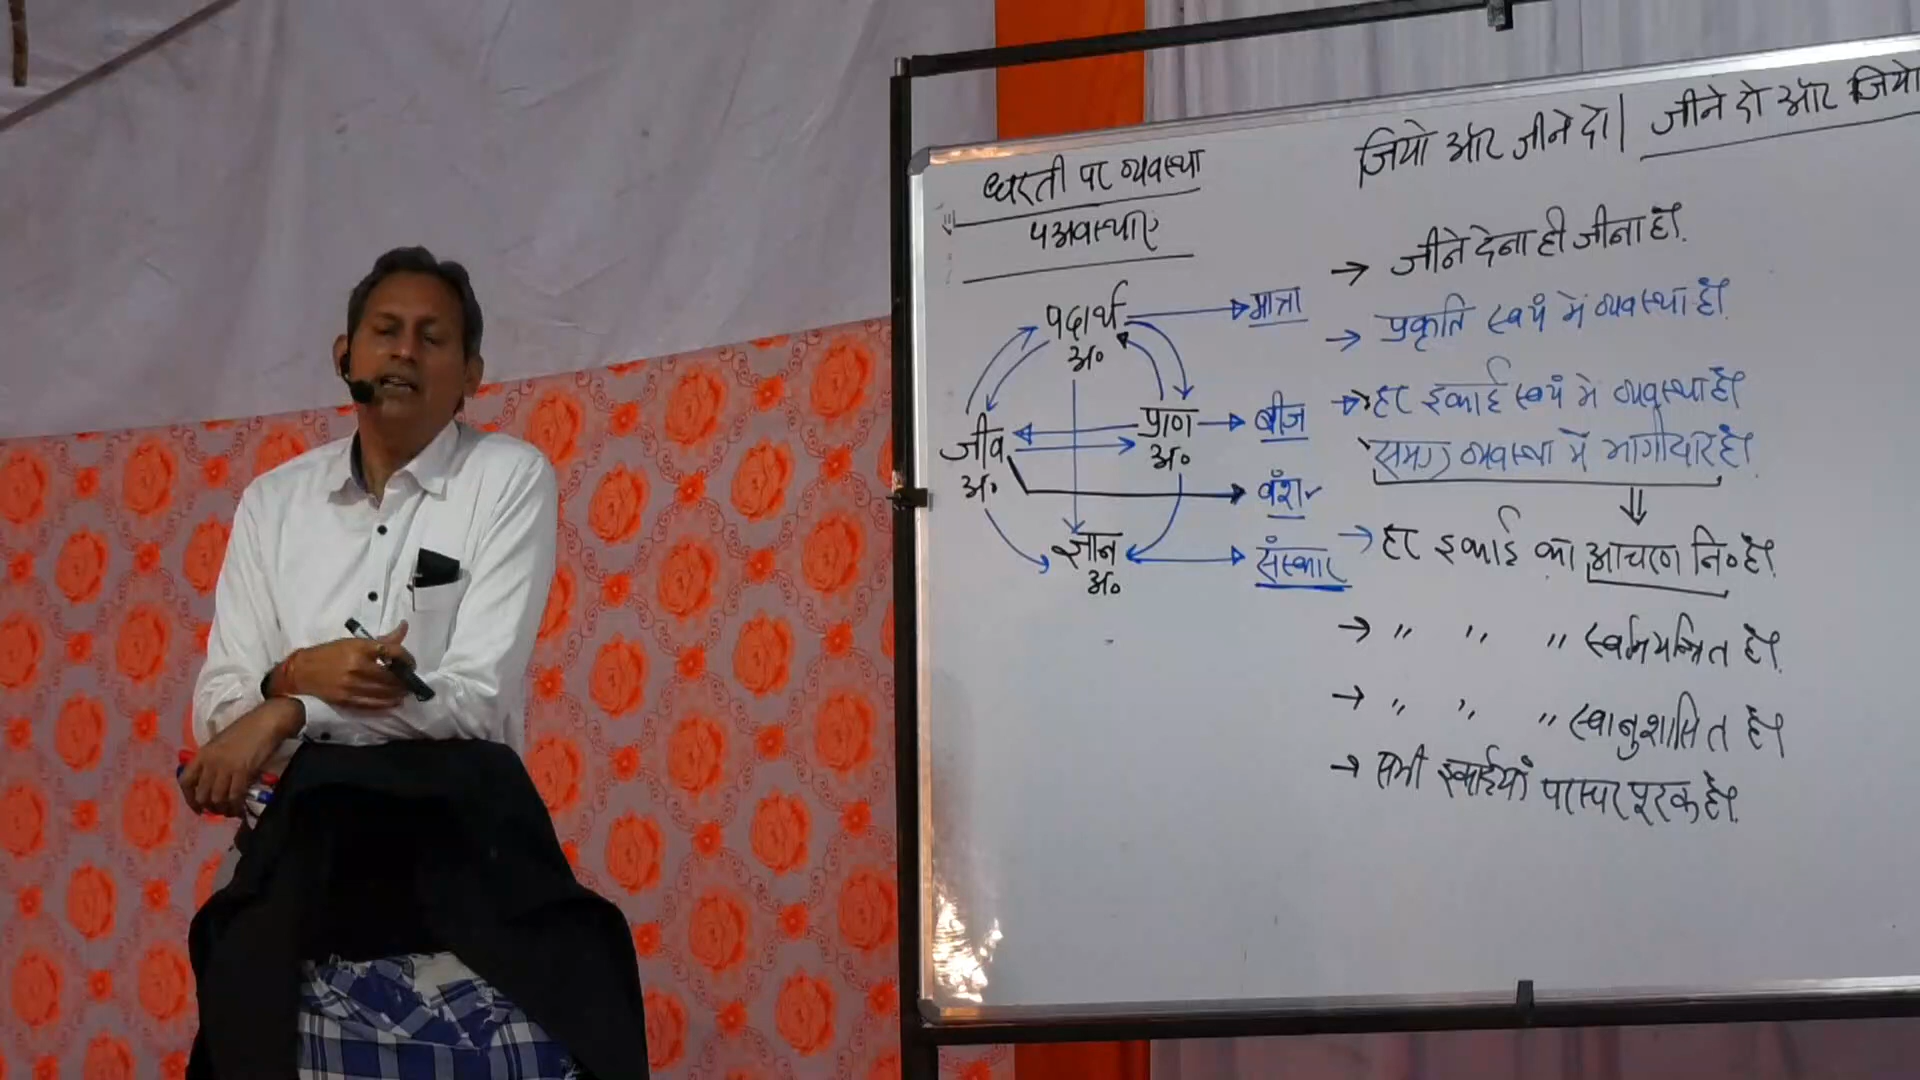 धरती पर व्यवस्था
४ अवस्थाएं
पदार्थ
अ०
मात्रा
जीव
अ०
प्राण
अ०
बीज
वंश
ज्ञान
अ०
संस्कार
जियो और जीने दो। जीने दो और जियो
→ जीने देना ही जीना है।
→ प्रकृति स्वयं में व्यवस्था है।
→ हर इकाई स्वयं में व्यवस्था है।
समग्र व्यवस्था में भागीदार है।
→ हर इकाई का आचरण नि० है।
→ " " " स्वनियन्त्रित है।
→ " " " स्वानुशासित है।
→ सभी इकाईयां परस्पर पूरक है।